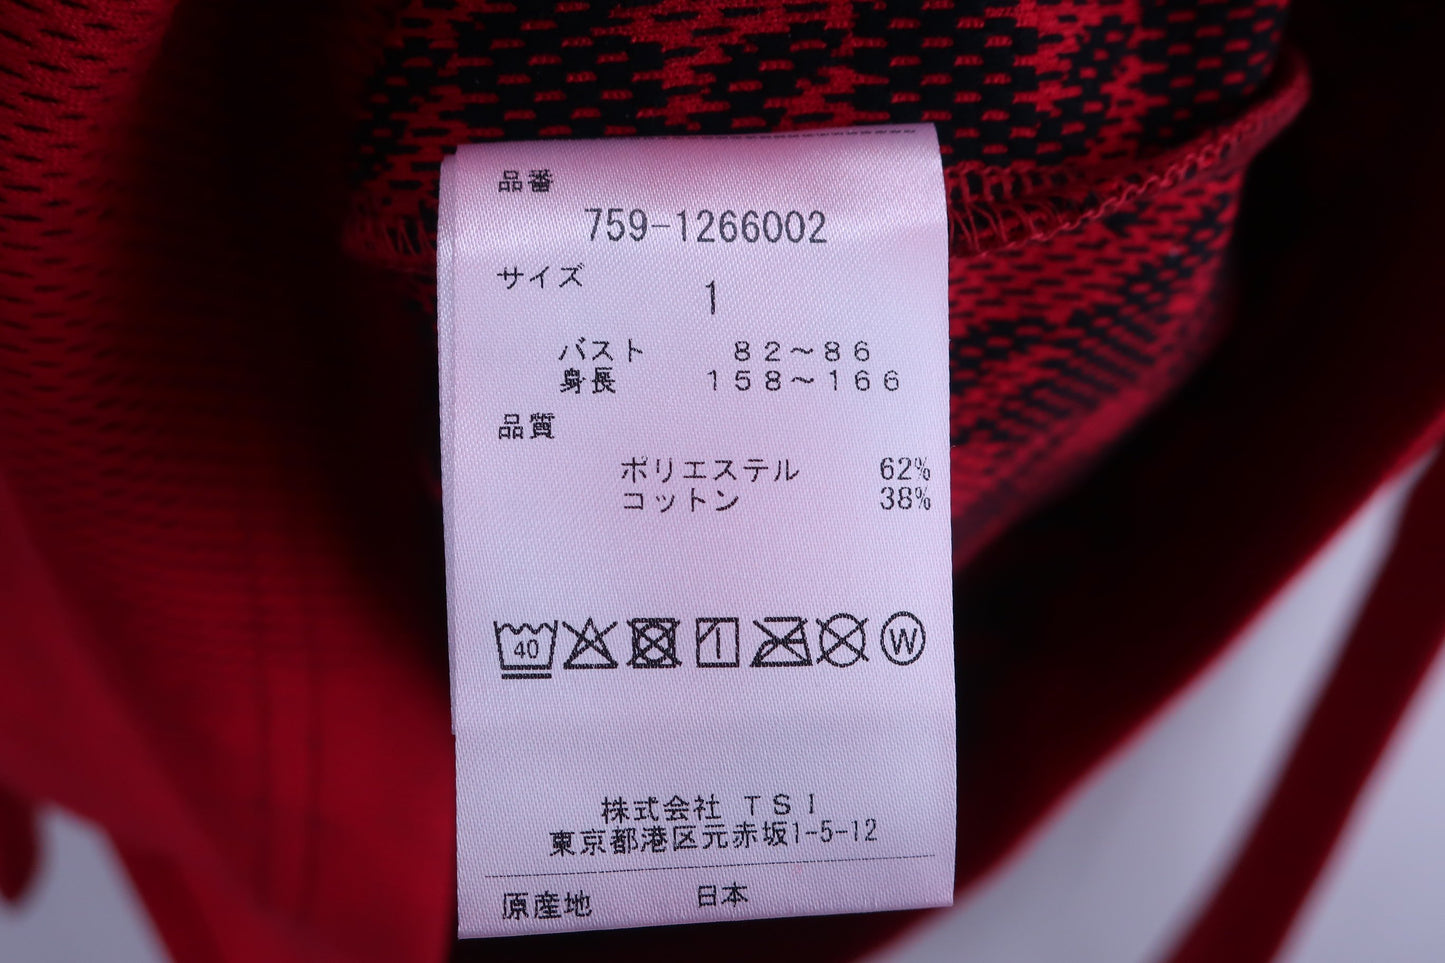 品番
759-1266002
サイズ
1
バスト 82～86
身長 158～166
品質
ポリエステル 62%
コットン 38%
40 W
株式会社 TSI
東京都港区元赤坂1-5-12
原産地 日本